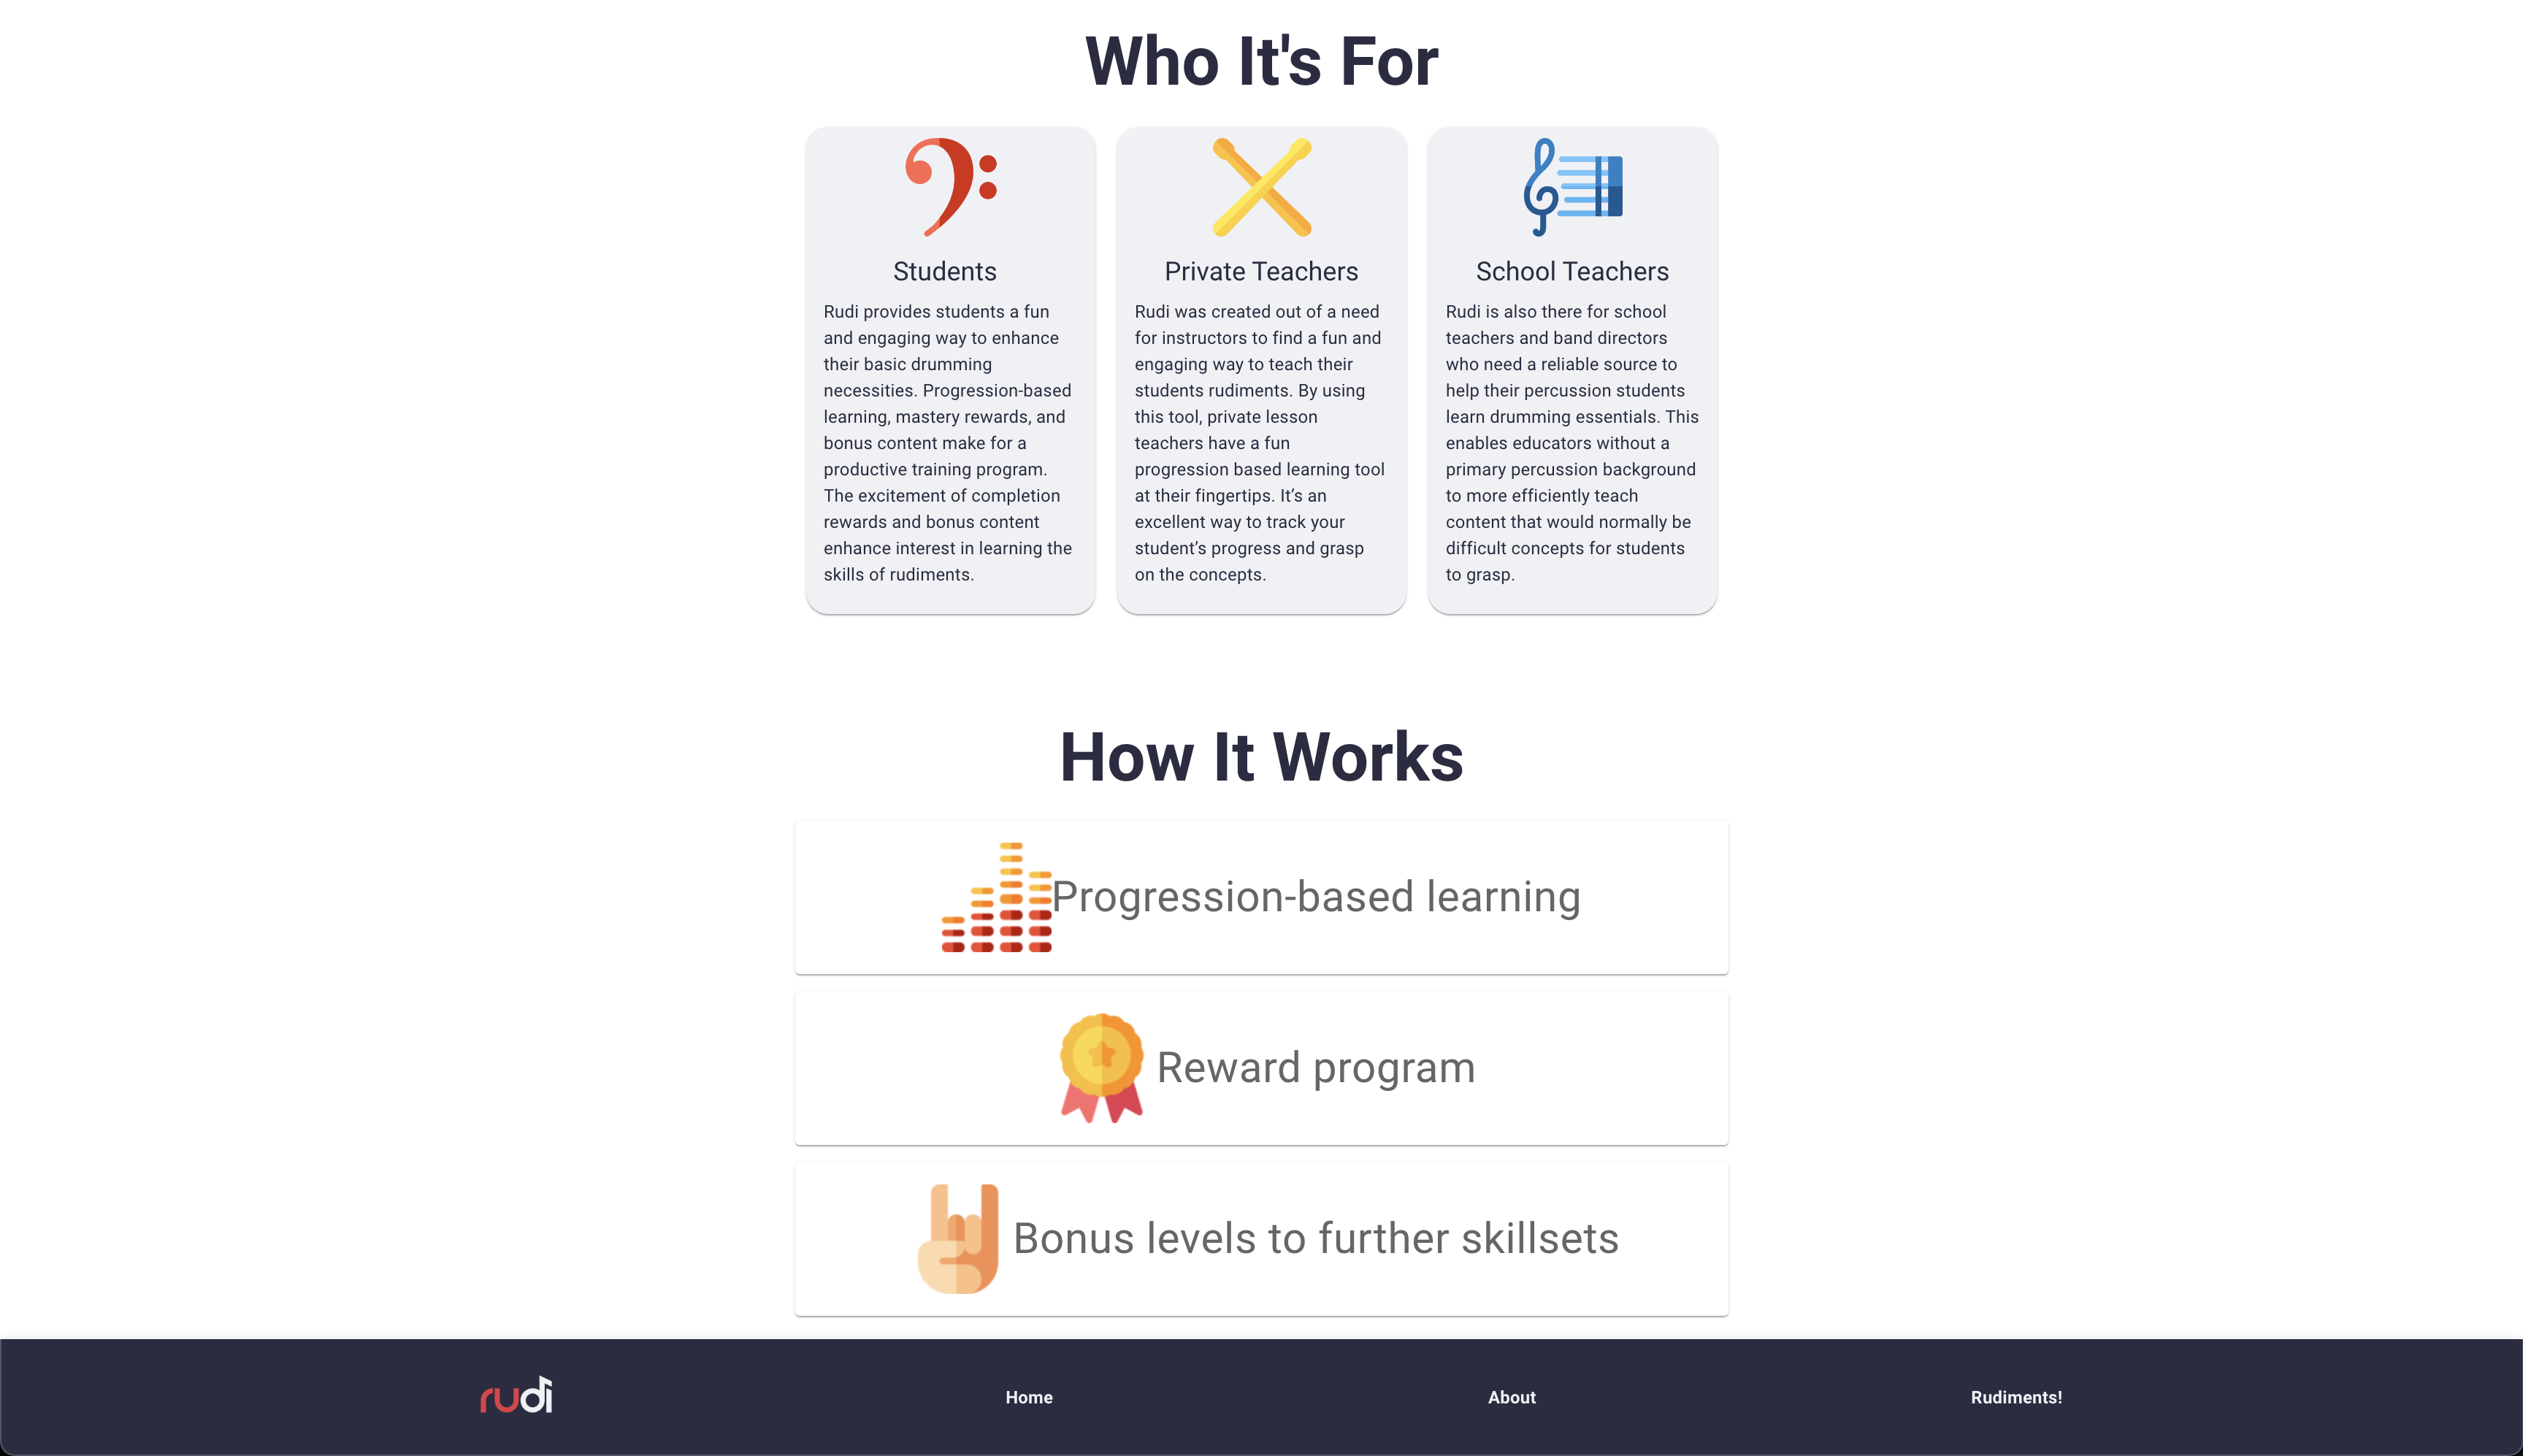 Who It's For
Students
Rudi provides students a fun
and engaging way to enhance
their basic drumming
necessities. Progression-based
learning, mastery rewards, and
bonus content make for a
productive training program.
The excitement of completion
rewards and bonus content
enhance interest in learning the
skills of rudiments.
Private Teachers
Rudi was created out of a need
for instructors to find a fun and
engaging way to teach their
students rudiments. By using
this tool, private lesson
teachers have a fun
progression based learning tool
at their fingertips. It’s an
excellent way to track your
student’s progress and grasp
on the concepts.
School Teachers
Rudi is also there for school
teachers and band directors
who need a reliable source to
help their percussion students
learn drumming essentials. This
enables educators without a
primary percussion background
to more efficiently teach
content that would normally be
difficult concepts for students
to grasp.
How It Works
Progression-based learning
Reward program
Bonus levels to further skillsets
rudi
Home
About
Rudiments!